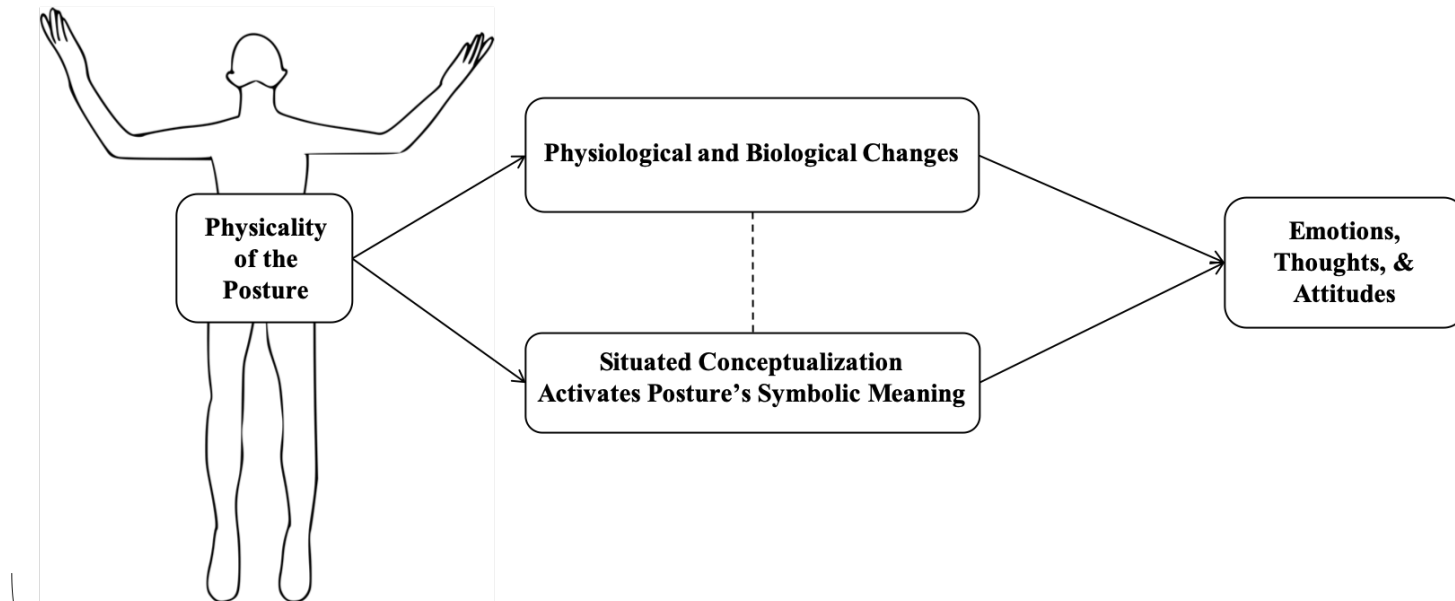 Physicality
of the
Posture
Physiological and Biological Changes
Situated Conceptualization
Activates Posture’s Symbolic Meaning
Emotions,
Thoughts, &
Attitudes